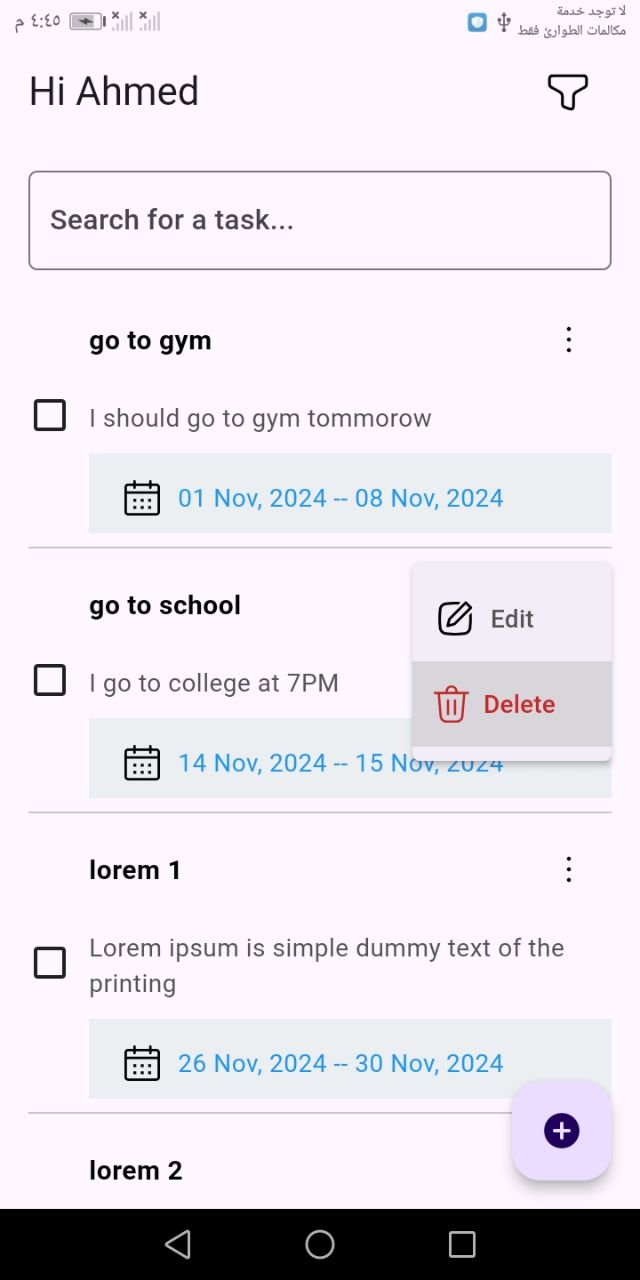 ٤:٤٥ م
لا توجد خدمة
مكالمات الطوارئ فقط
Hi Ahmed
Search for a task...
go to gym
I should go to gym tommorow
01 Nov, 2024 -- 08 Nov, 2024
go to school
Edit
I go to college at 7PM
Delete
14 Nov, 2024 -- 15 Nov, 2024
lorem 1
Lorem ipsum is simple dummy text of the
printing
26 Nov, 2024 -- 30 Nov, 2024
lorem 2